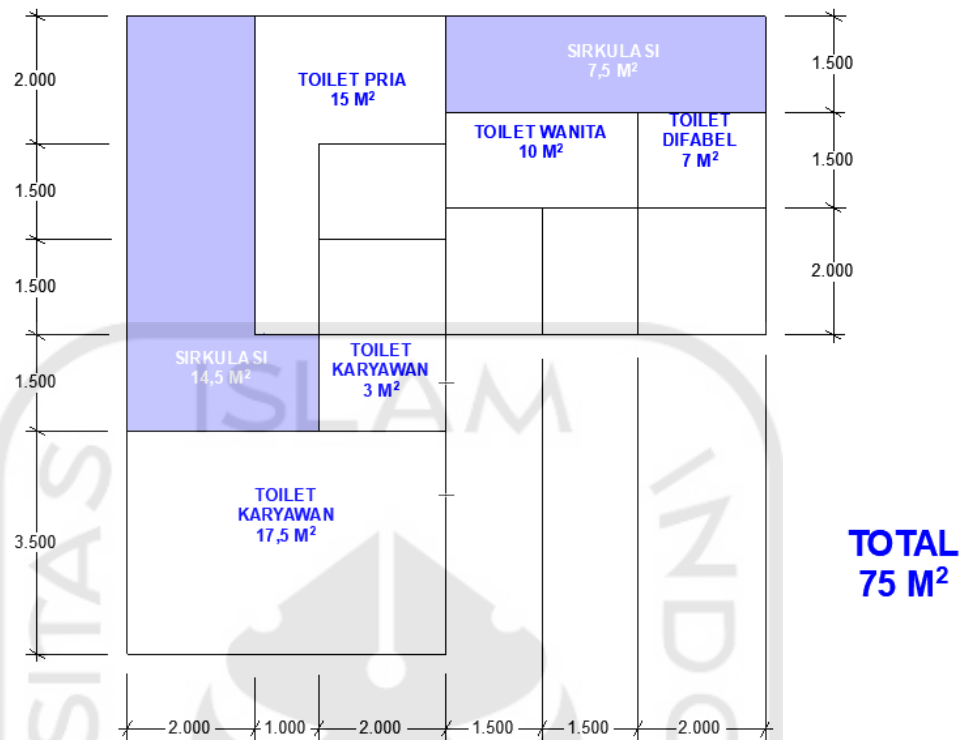 2.000
1.500
1.500
1.500
3.500
TOILET PRIA
15 M²
SIRKULASI
7,5 M²
TOILET WANITA
10 M²
TOILET
DIFABEL
7 M²
1.500
1.500
2.000
SIRKULASI
14,5 M²
TOILET
KARYAWAN
3 M²
TOILET
KARYAWAN
17,5 M²
TOTAL
75 M²
2.000 1.000 2.000 1.500 1.500 2.000
SITAS
ISLAM
INDO